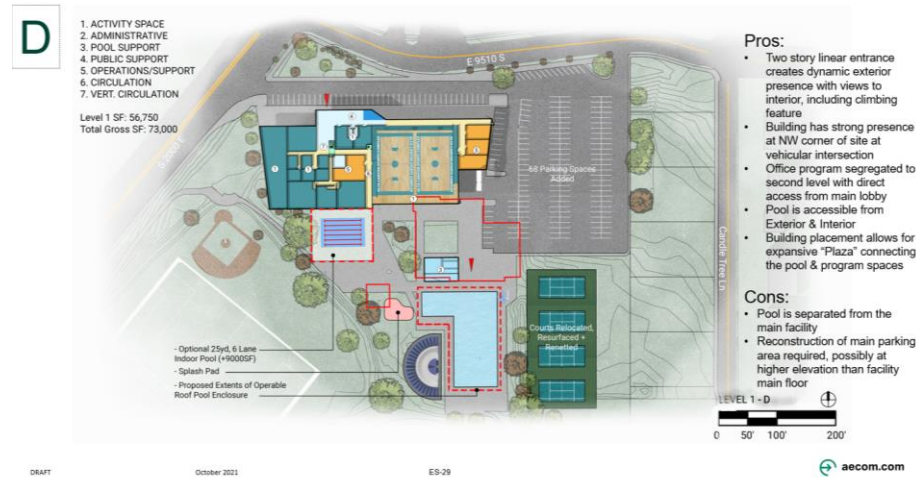 D
1. ACTIVITY SPACE
2. ADMINISTRATIVE
3. POOL SUPPORT
4. PUBLIC SUPPORT
5. OPERATIONS/SUPPORT
6. CIRCULATION
7. VERT. CIRCULATION
Level 1 SF: 56,750
Total Gross SF: 73,000
E 9510 S
68 Parking Spaces
Added
Candle Tree Ln
Courts Relocated,
Resurfaced +
Renetted
- Optional 25yd, 6 Lane
Indoor Pool (+9000SF)
- Splash Pad
- Proposed Extents of Operable
Roof Pool Enclosure
Pros:
• Two story linear entrance
creates dynamic exterior
presence with views to
interior, including climbing
feature
• Building has strong presence
at NW corner of site at
vehicular intersection
• Office program segregated to
second level with direct
access from main lobby
• Pool is accessible from
Exterior & Interior
• Building placement allows for
expansive “Plaza” connecting
the pool & program spaces
Cons:
• Pool is separated from the
main facility
• Reconstruction of main parking
area required, possibly at
higher elevation than facility
main floor
LEVEL 1 - D
0 50' 100' 200'
DRAFT
October 2021
ES-29
aecom.com